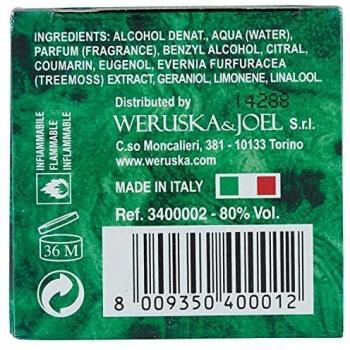 INGREDIENTS: ALCOHOL DENAT., AQUA (WATER),
PARFUM (FRAGRANCE), BENZYL ALCOHOL, CITRAL,
COUMARIN, EUGENOL, EVERNIA FURFURACEA
(TREEMOSS) EXTRACT, GERANIOL, LIMONENE, LINALOOL.
Distributed by 14288
WERUSKA&JOEL S.r.l.
C.so Moncalieri, 381 - 10133 Torino
www.weruska.com
INFIAMMABILE
FLAMMABLE
INFLAMMABLE
MADE IN ITALY
36 M
Ref. 3400002 - 80% Vol.
8 009350 400012